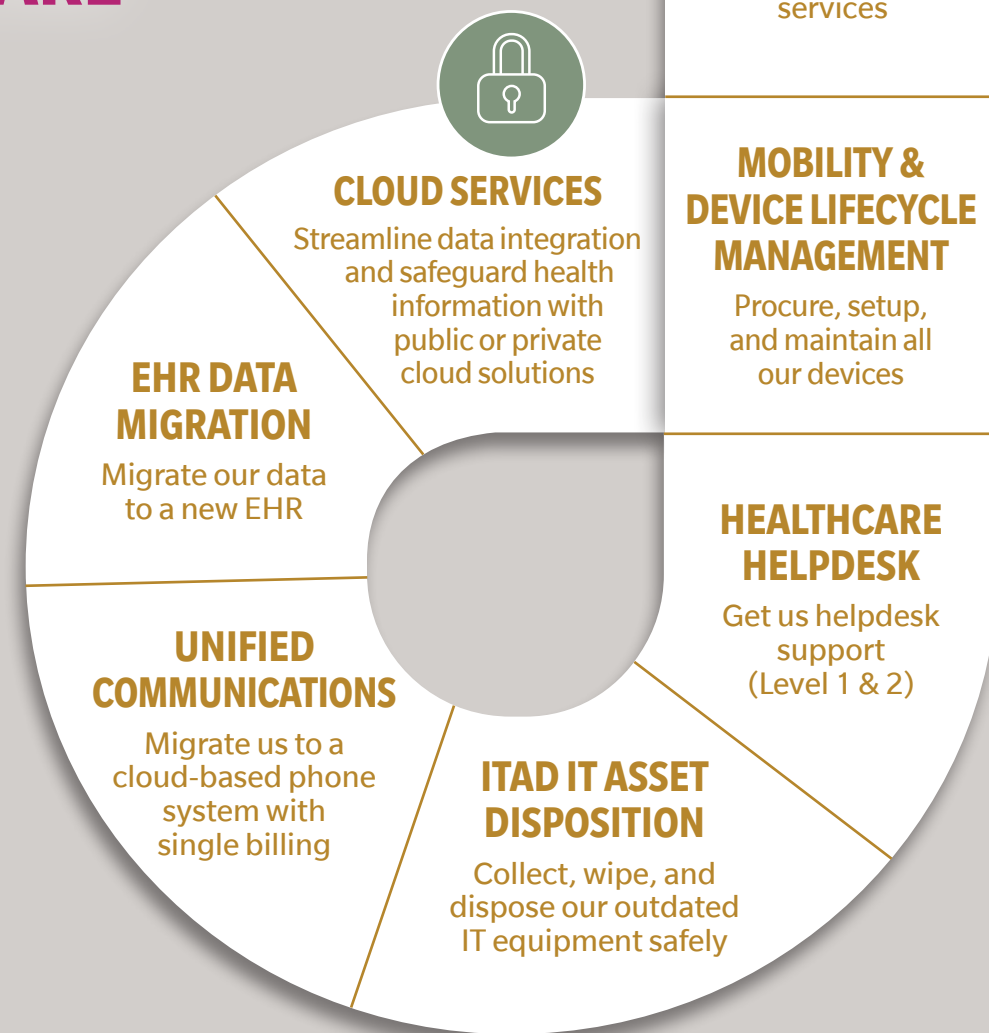 services
CLOUD SERVICES
Streamline data integration
and safeguard health
information with
public or private
cloud solutions
MOBILITY &
DEVICE LIFECYCLE
MANAGEMENT
Procure, setup,
and maintain all
our devices
EHR DATA
MIGRATION
Migrate our data
to a new EHR
HEALTHCARE
HELPDESK
Get us helpdesk
support
(Level 1 & 2)
UNIFIED
COMMUNICATIONS
Migrate us to a
cloud-based phone
system with
single billing
ITAD IT ASSET
DISPOSITION
Collect, wipe, and
dispose our outdated
IT equipment safely